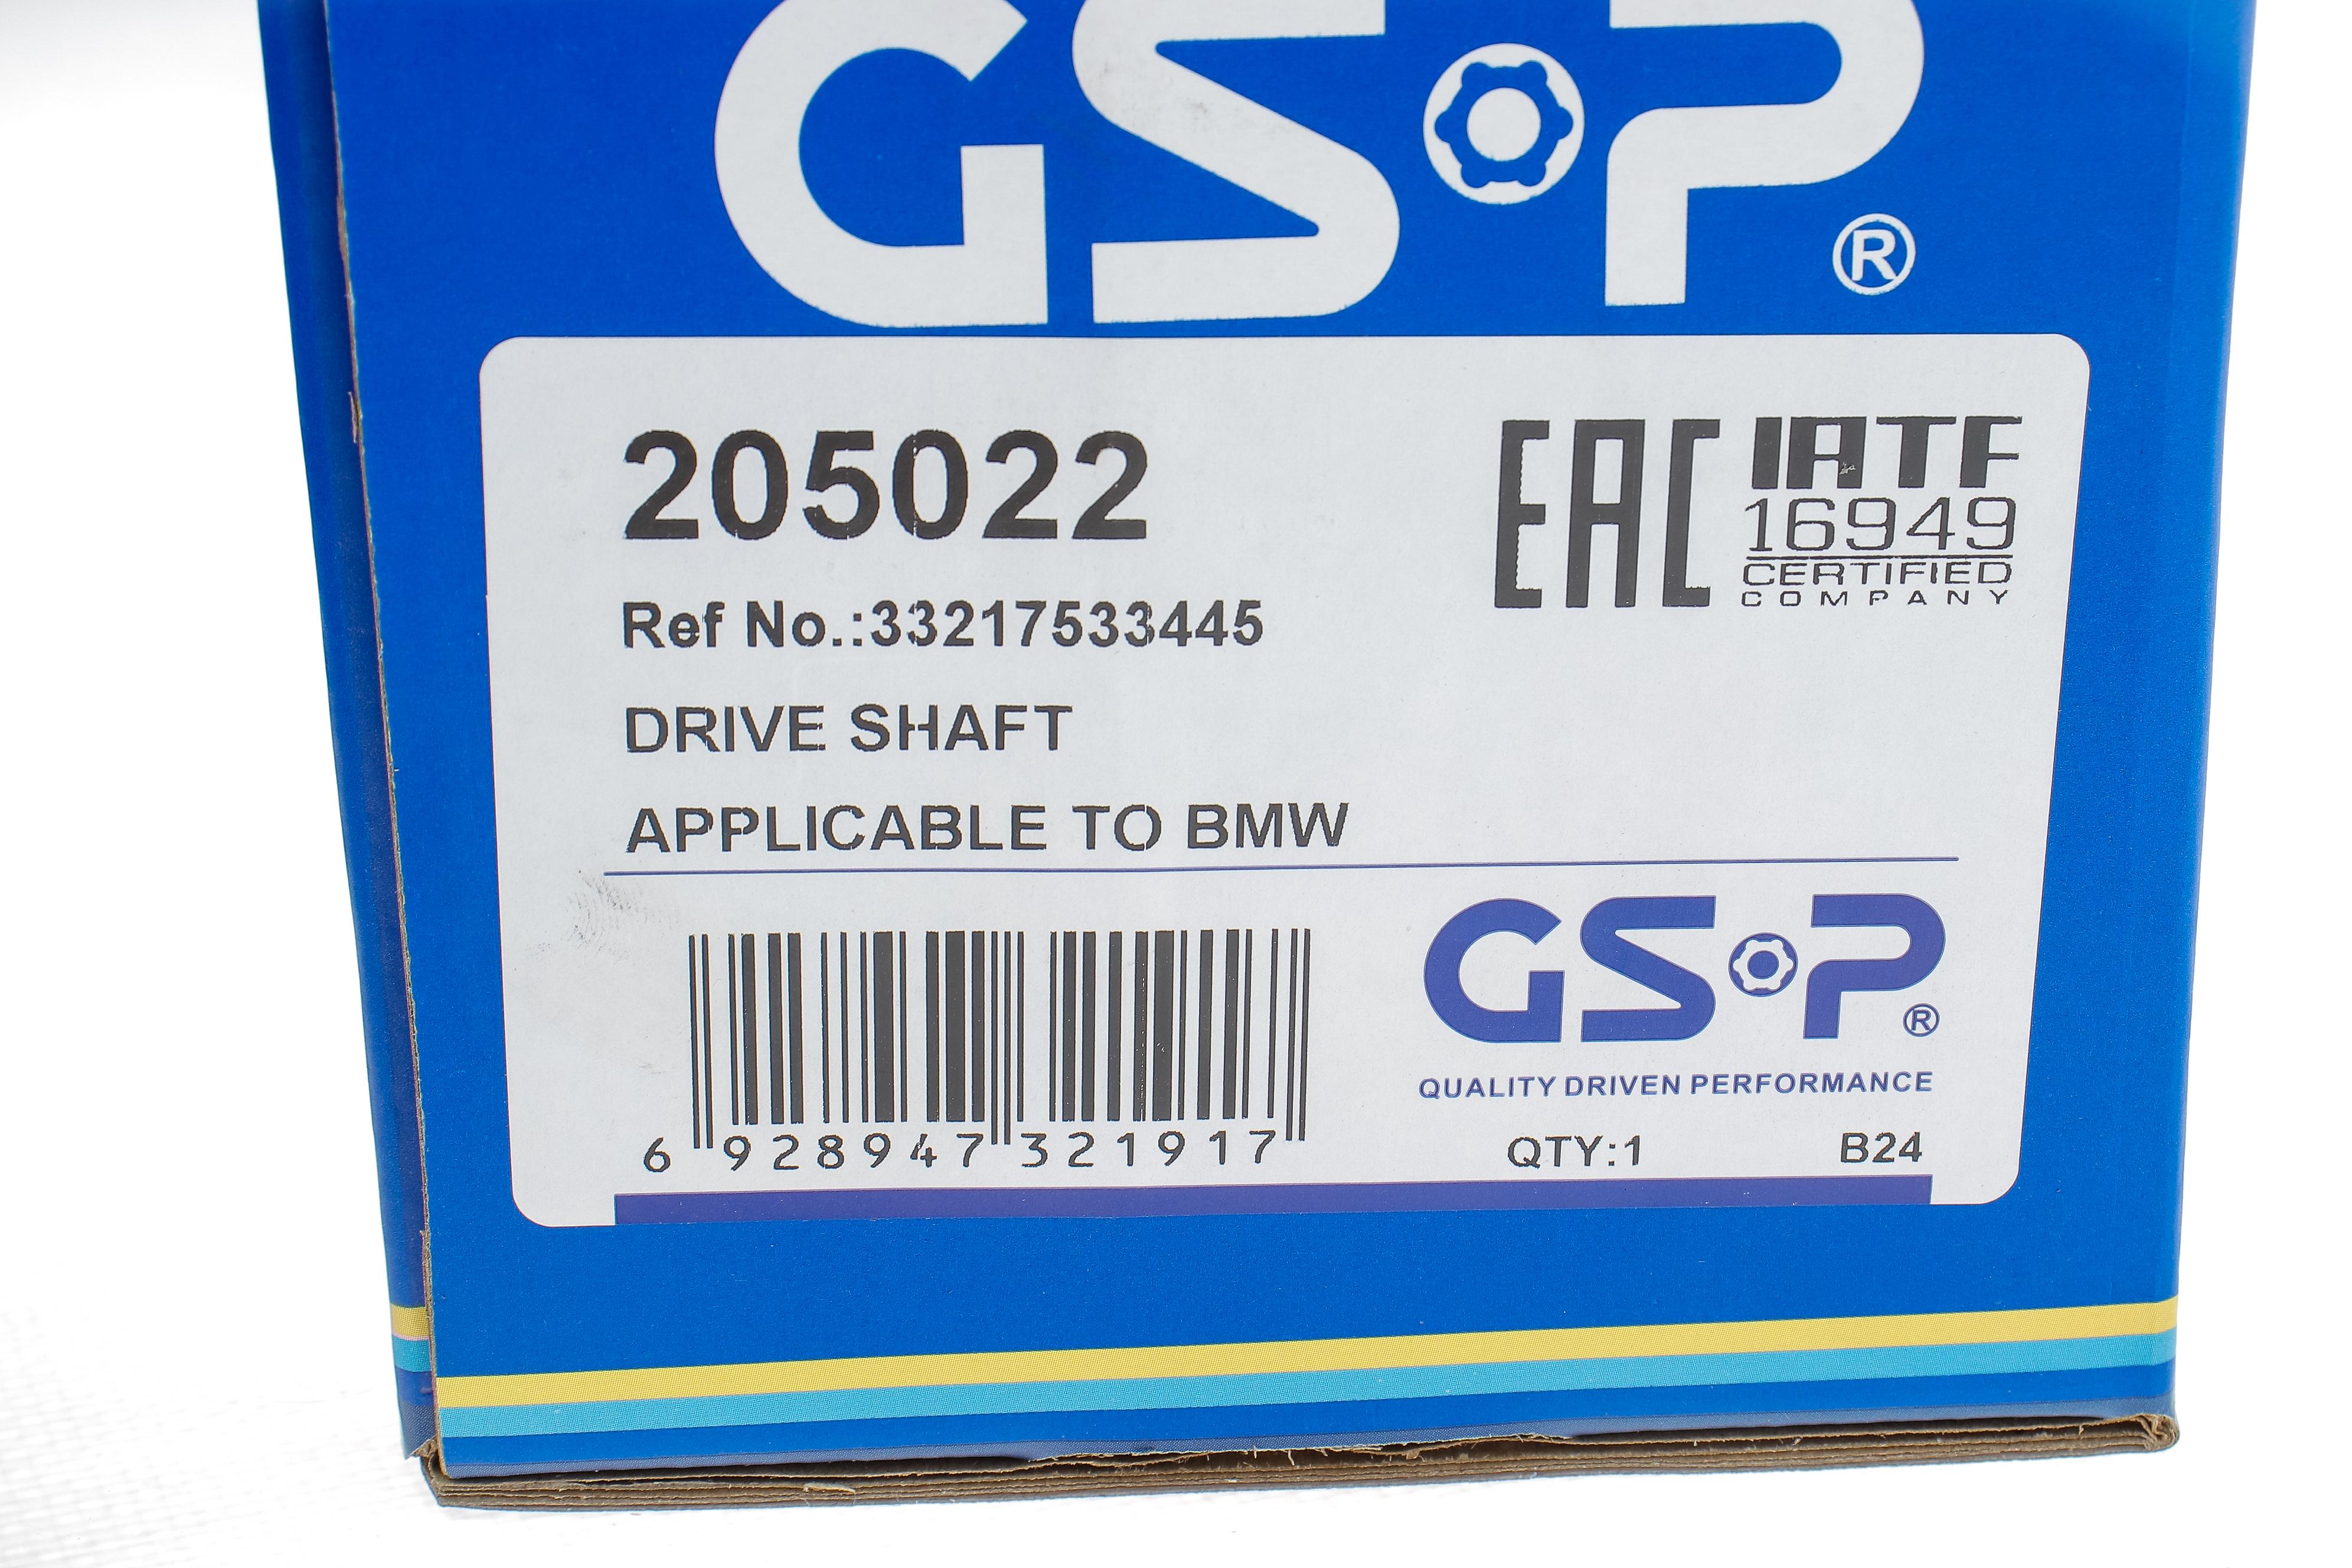 GSP®
205022
EAC
IATF
16949
CERTIFIED
COMPANY
Ref No.:33217533445
DRIVE SHAFT
APPLICABLE TO BMW
GSP®
QUALITY DRIVEN PERFORMANCE
6 928947 321917
QTY:1 B24